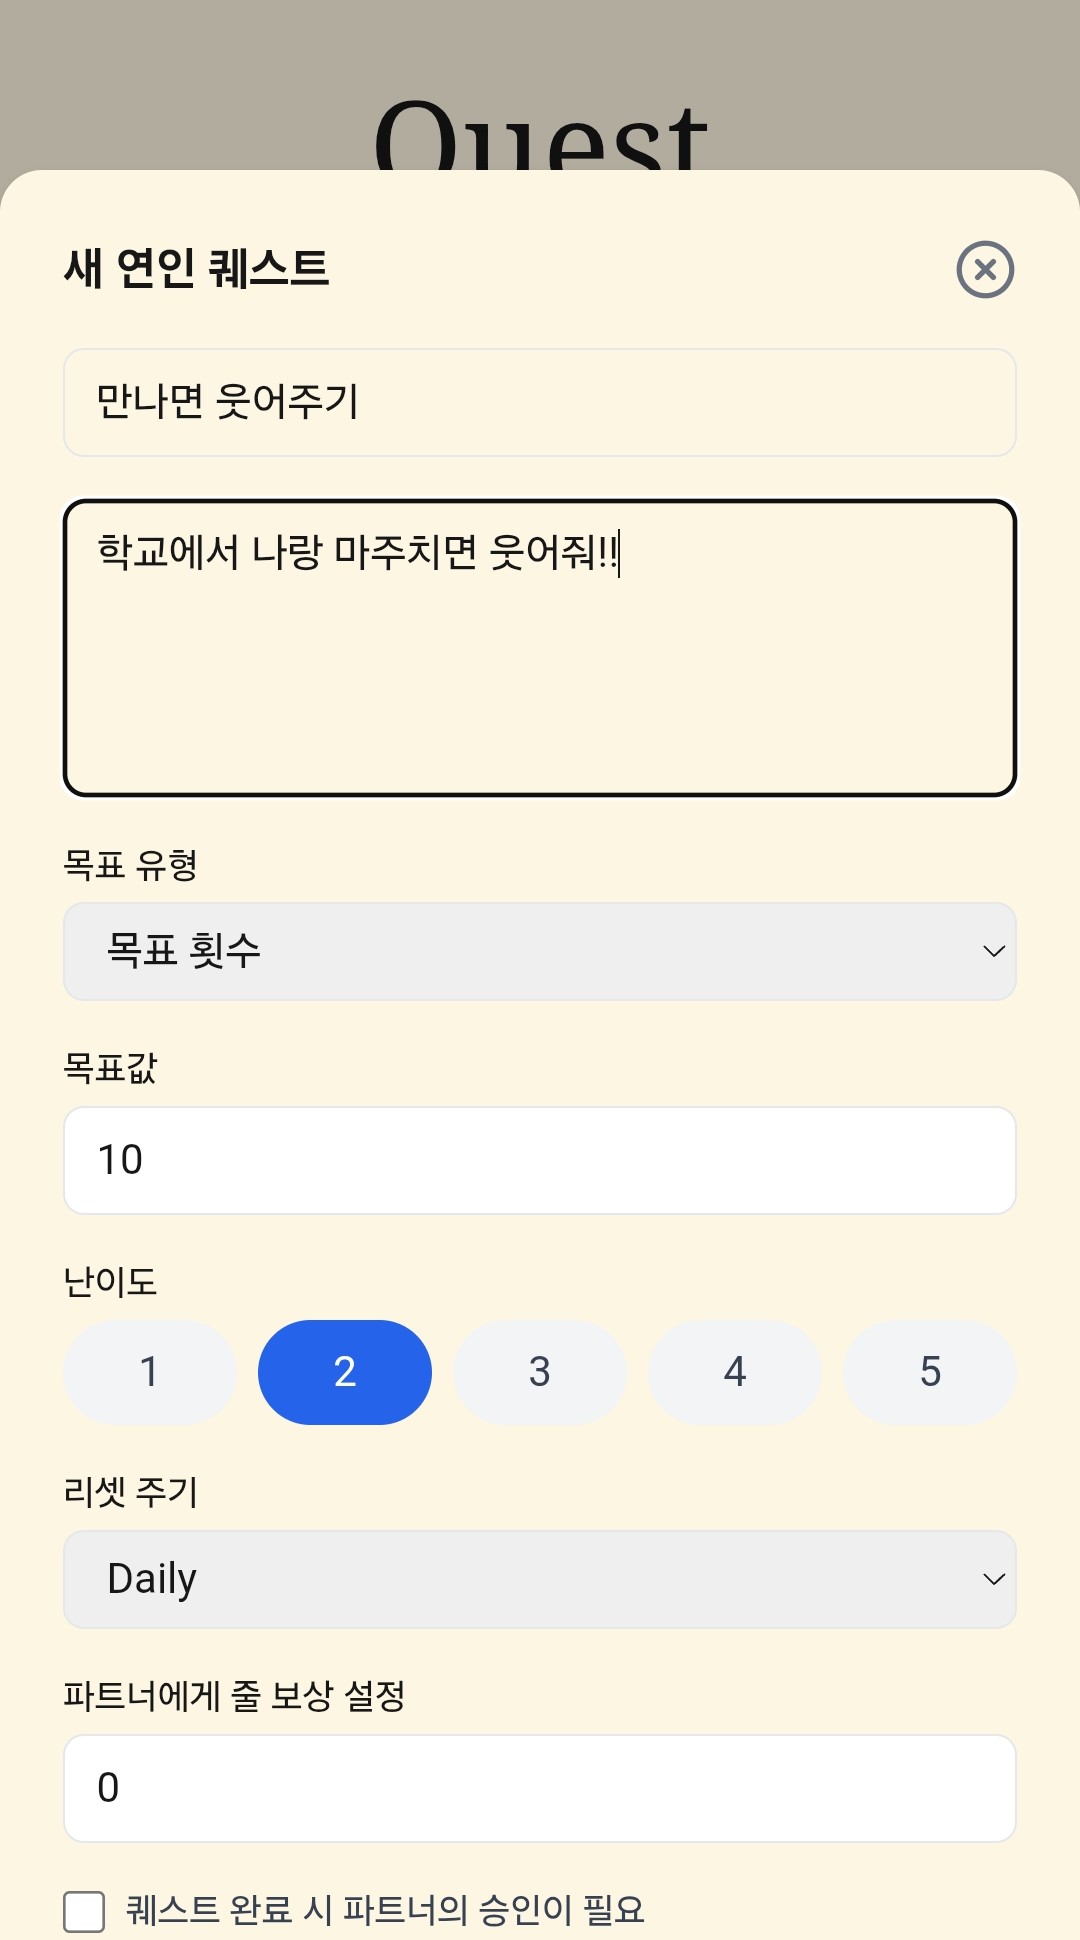 Quest
새 연인 퀘스트
만나면 웃어주기
학교에서 나랑 마주치면 웃어줘!!
목표 유형
목표 횟수
목표값
10
난이도
1 2 3 4 5
리셋 주기
Daily
파트너에게 줄 보상 설정
0
퀘스트 완료 시 파트너의 승인이 필요